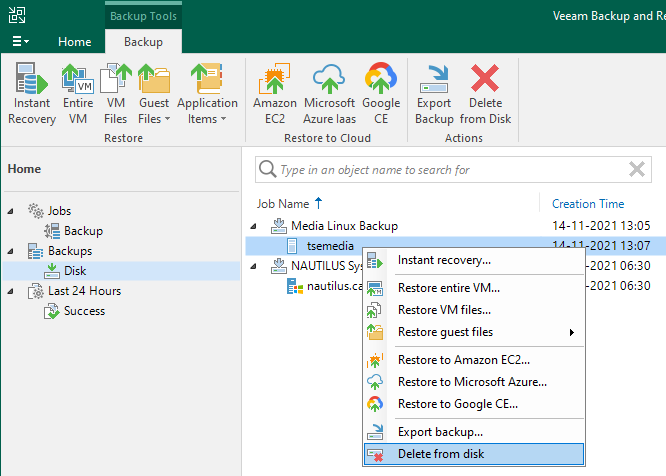 Backup Tools
Veeam Backup and Re
Home
Backup
Instant Recovery
Entire VM
VM Files
Guest Files
Application Items
Amazon EC2
Microsoft Azure Iaas
Google CE
Export Backup
Delete from Disk
Restore
Restore to Cloud
Actions
Home
Type in an object name to search for
Jobs
Backup
Backups
Disk
Last 24 Hours
Success
Job Name
Creation Time
Media Linux Backup
14-11-2021 13:05
tsemedia
14-11-2021 13:07
NAUTILUS Sys
-2021 06:30
nautilus.ca
-2021 06:30
Instant recovery...
Restore entire VM...
Restore VM files...
Restore guest files
Restore to Amazon EC2...
Restore to Microsoft Azure...
Restore to Google CE...
Export backup...
Delete from disk